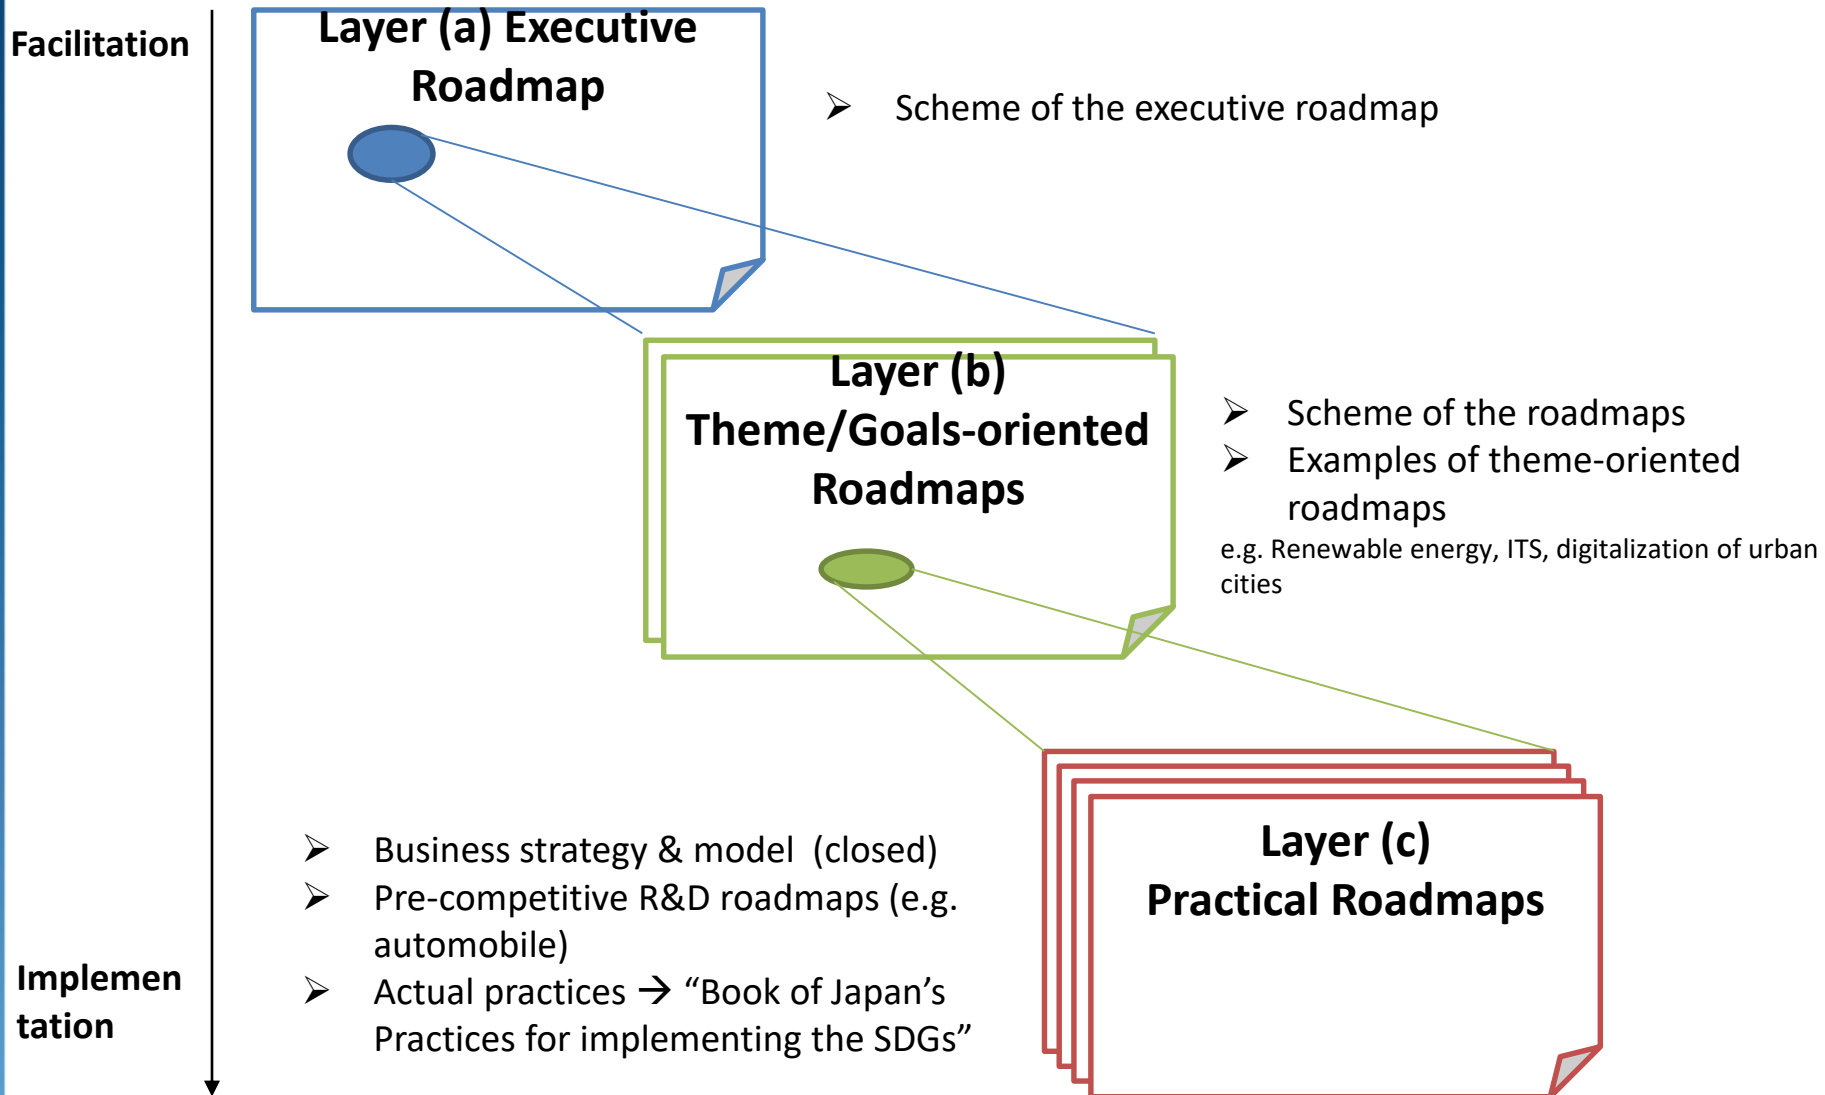 Facilitation
Layer (a) Executive
Roadmap
➢ Scheme of the executive roadmap
Layer (b)
Theme/Goals-oriented
Roadmaps
➢ Scheme of the roadmaps
➢ Examples of theme-oriented
roadmaps
e.g. Renewable energy, ITS, digitalization of urban
cities
Layer (c)
Practical Roadmaps
➢ Business strategy & model (closed)
➢ Pre-competitive R&D roadmaps (e.g.
automobile)
➢ Actual practices → “Book of Japan’s
Practices for implementing the SDGs”
Implemen
tation